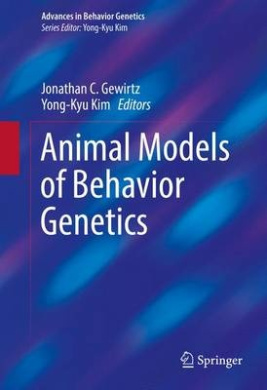 Advances in Behavior Genetics
Series Editor: Yong-Kyu Kim
Jonathan C. Gewirtz
Yong-Kyu Kim Editors
Animal Models
of Behavior
Genetics
Springer